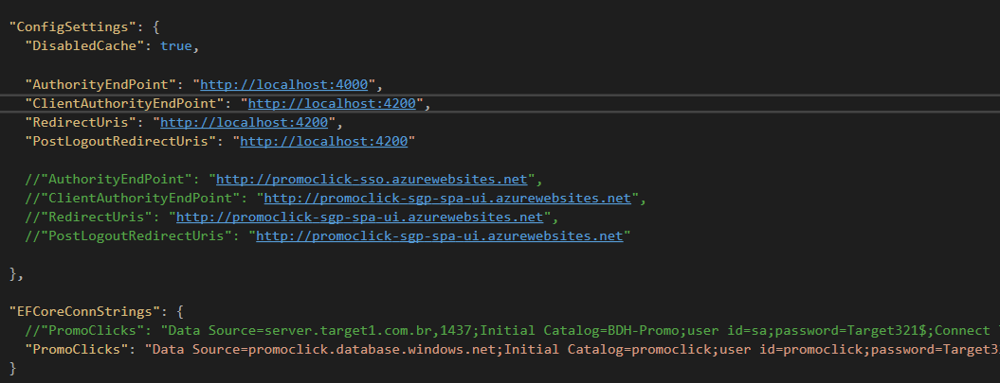 "ConfigSettings": {
"DisabledCache": true,
"AuthorityEndPoint": "http://localhost:4000",
"ClientAuthorityEndPoint": "http://localhost:4200",
"RedirectUris": "http://localhost:4200",
"PostLogoutRedirectUris": "http://localhost:4200"
//"AuthorityEndPoint": "http://promoclick-sso.azurewebsites.net",
//"ClientAuthorityEndPoint": "http://promoclick-sgp-spa-ui.azurewebsites.net",
//"RedirectUris": "http://promoclick-sgp-spa-ui.azurewebsites.net",
//"PostLogoutRedirectUris": "http://promoclick-sgp-spa-ui.azurewebsites.net"
},
"EFCoreConnStrings": {
//"PromoClicks": "Data Source=server.target1.com.br,1437;Initial Catalog=BDH-Promo;user id=sa;password=Target321$;Connect
"PromoClicks": "Data Source=promoclick.database.windows.net;Initial Catalog=promoclick;user id=promoclick;password=Target3
}